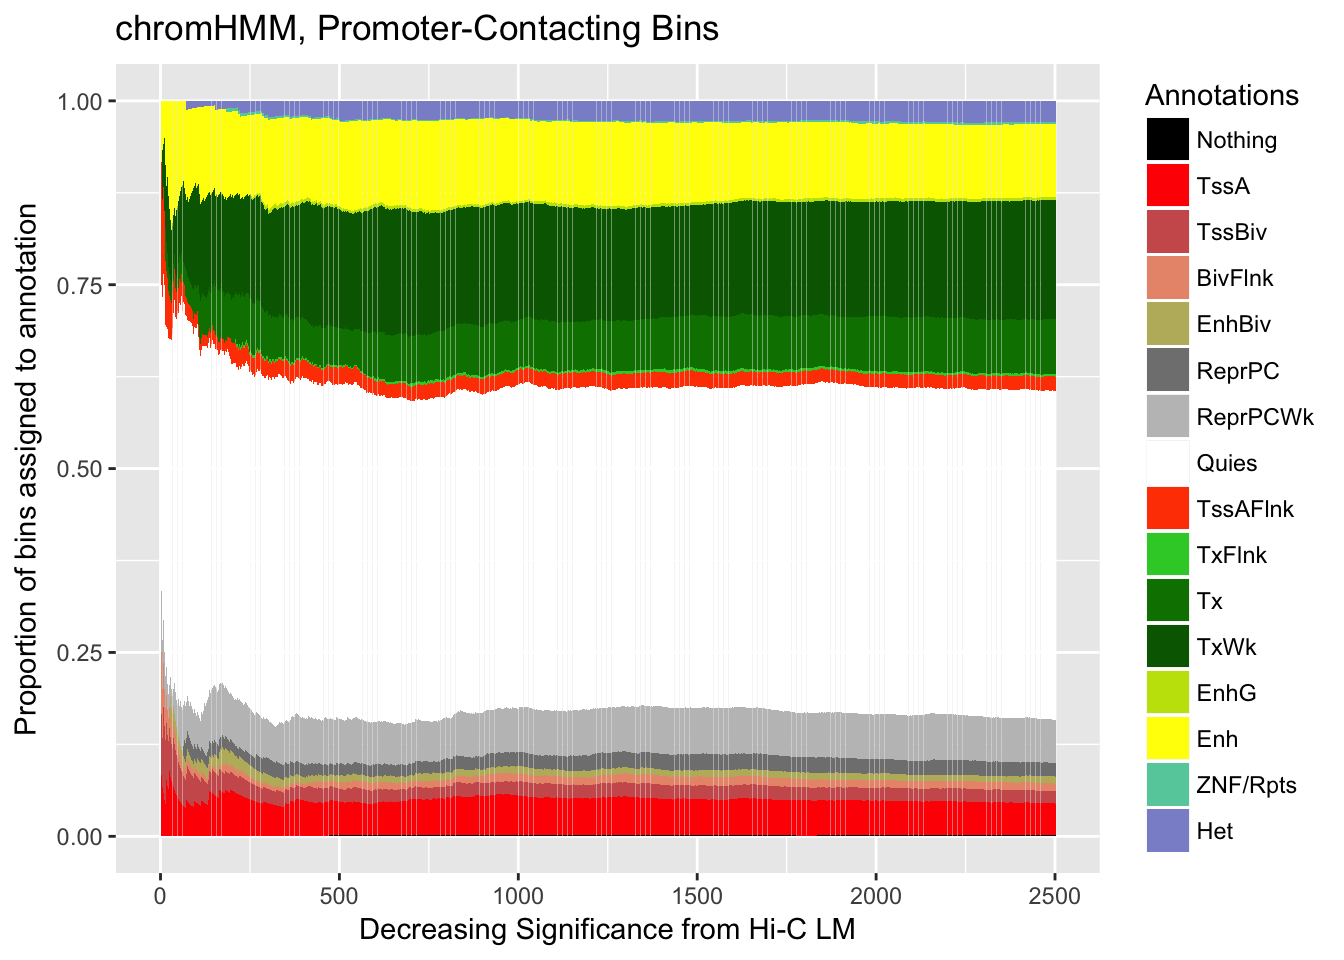 chromHMM, Promoter-Contacting Bins
Proportion of bins assigned to annotation
1.00
0.75
0.50
0.25
0.00
0
500
1000
1500
2000
2500
Decreasing Significance from Hi-C LM
Annotations
Nothing
TssA
TssBiv
BivFlnk
EnhBiv
ReprPC
ReprPCWk
Quies
TssAFlnk
TxFlnk
Tx
TxWk
EnhG
Enh
ZNF/Rpts
Het